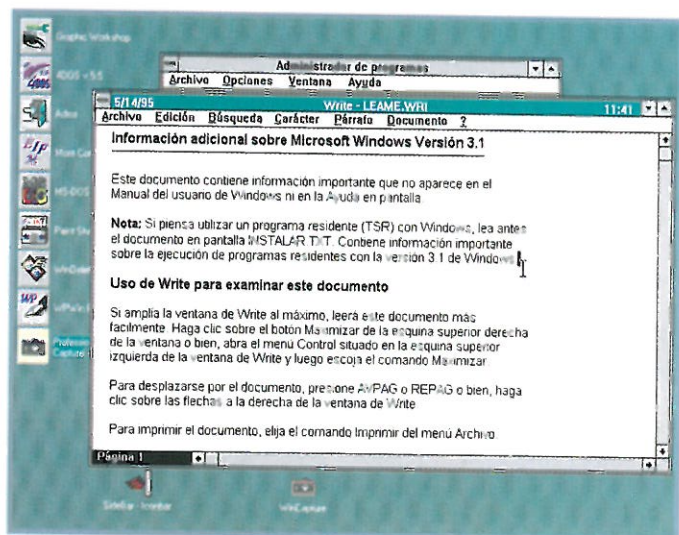 Graphic Workshop
Administrador de programas
4DOS v 5.5
Archivo Opciones Ventana Ayuda
5/14/95 Write - LEAME.WRI 11:41
Archivo Edición Búsqueda Carácter Párrafo Documento ?
Información adicional sobre Microsoft Windows Versión 3.1
Este documento contiene información importante que no aparece en el
Manual del usuario de Windows ni en la Ayuda en pantalla
Nota: Si piensa utilizar un programa residente (TSR) con Windows, lea antes
el documento en pantalla INSTALAR.TXT. Contiene información importante
sobre la ejecución de programas residentes con la versión 3.1 de Windows.
Uso de Write para examinar este documento
Si amplía la ventana de Write al máximo, leerá este documento más
facilmente. Haga clic sobre el botón Maximizar de la esquina superior derecha
de la ventana o bien, abra el menú Control situado en la esquina superior
izquierda de la ventana de Write y luego escoja el comando Maximizar.
Para desplazarse por el documento, presione AVPAG o REPAG o bien, haga
clic sobre las flechas a la derecha de la ventana de Write
Para imprimir el documento, elija el comando Imprimir del menú Archivo.
Página 1
MS-DOS
Capture
SideBar - Iconbar
WinCapture